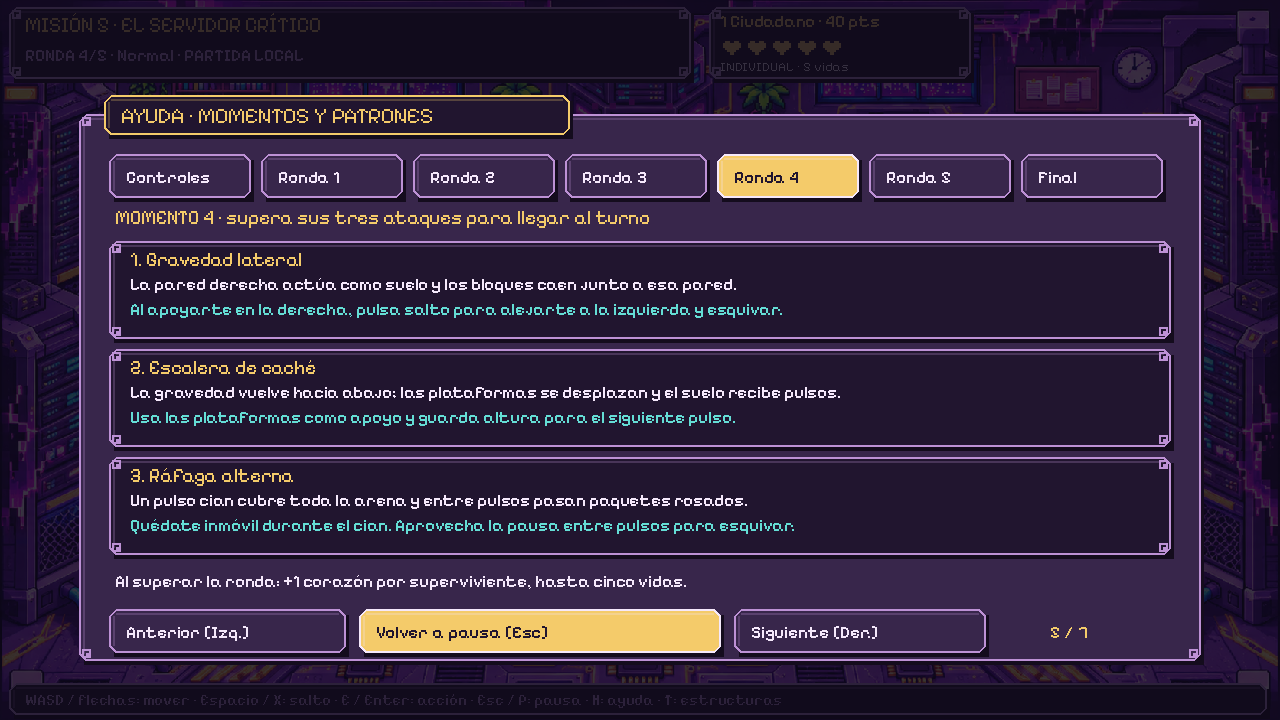 MISIÓN 5 · EL SERVIDOR CRÍTICO
RONDA 4/5 · Normal · PARTIDA LOCAL
1 Ciudadano · 40 pts
INDIVIDUAL · 5 vidas
AYUDA · MOMENTOS Y PATRONES
Controles
Ronda 1
Ronda 2
Ronda 3
Ronda 4
Ronda 5
Final
MOMENTO 4 · supera sus tres ataques para llegar al turno
1. Gravedad lateral
La pared derecha actúa como suelo y los bloques caen junto a esa pared.
Al apoyarte en la derecha, pulsa salto para alejarte a la izquierda y esquivar.
2. Escalera de caché
La gravedad vuelve hacia abajo; las plataformas se desplazan y el suelo recibe pulsos.
Usa las plataformas como apoyo y guarda altura para el siguiente pulso.
3. Ráfaga alterna
Un pulso cian cubre toda la arena y entre pulsos pasan paquetes rosados.
Quédate inmóvil durante el cian. Aprovecha la pausa entre pulsos para esquivar.
Al superar la ronda: +1 corazón por superviviente, hasta cinco vidas.
Anterior (Izq.)
Volver a pausa (Esc)
Siguiente (Der.)
5 / 7
WASD / flechas: mover · Espacio / X: salto · E / Enter: acción · Esc / P: pausa · H: ayuda · T: estructuras